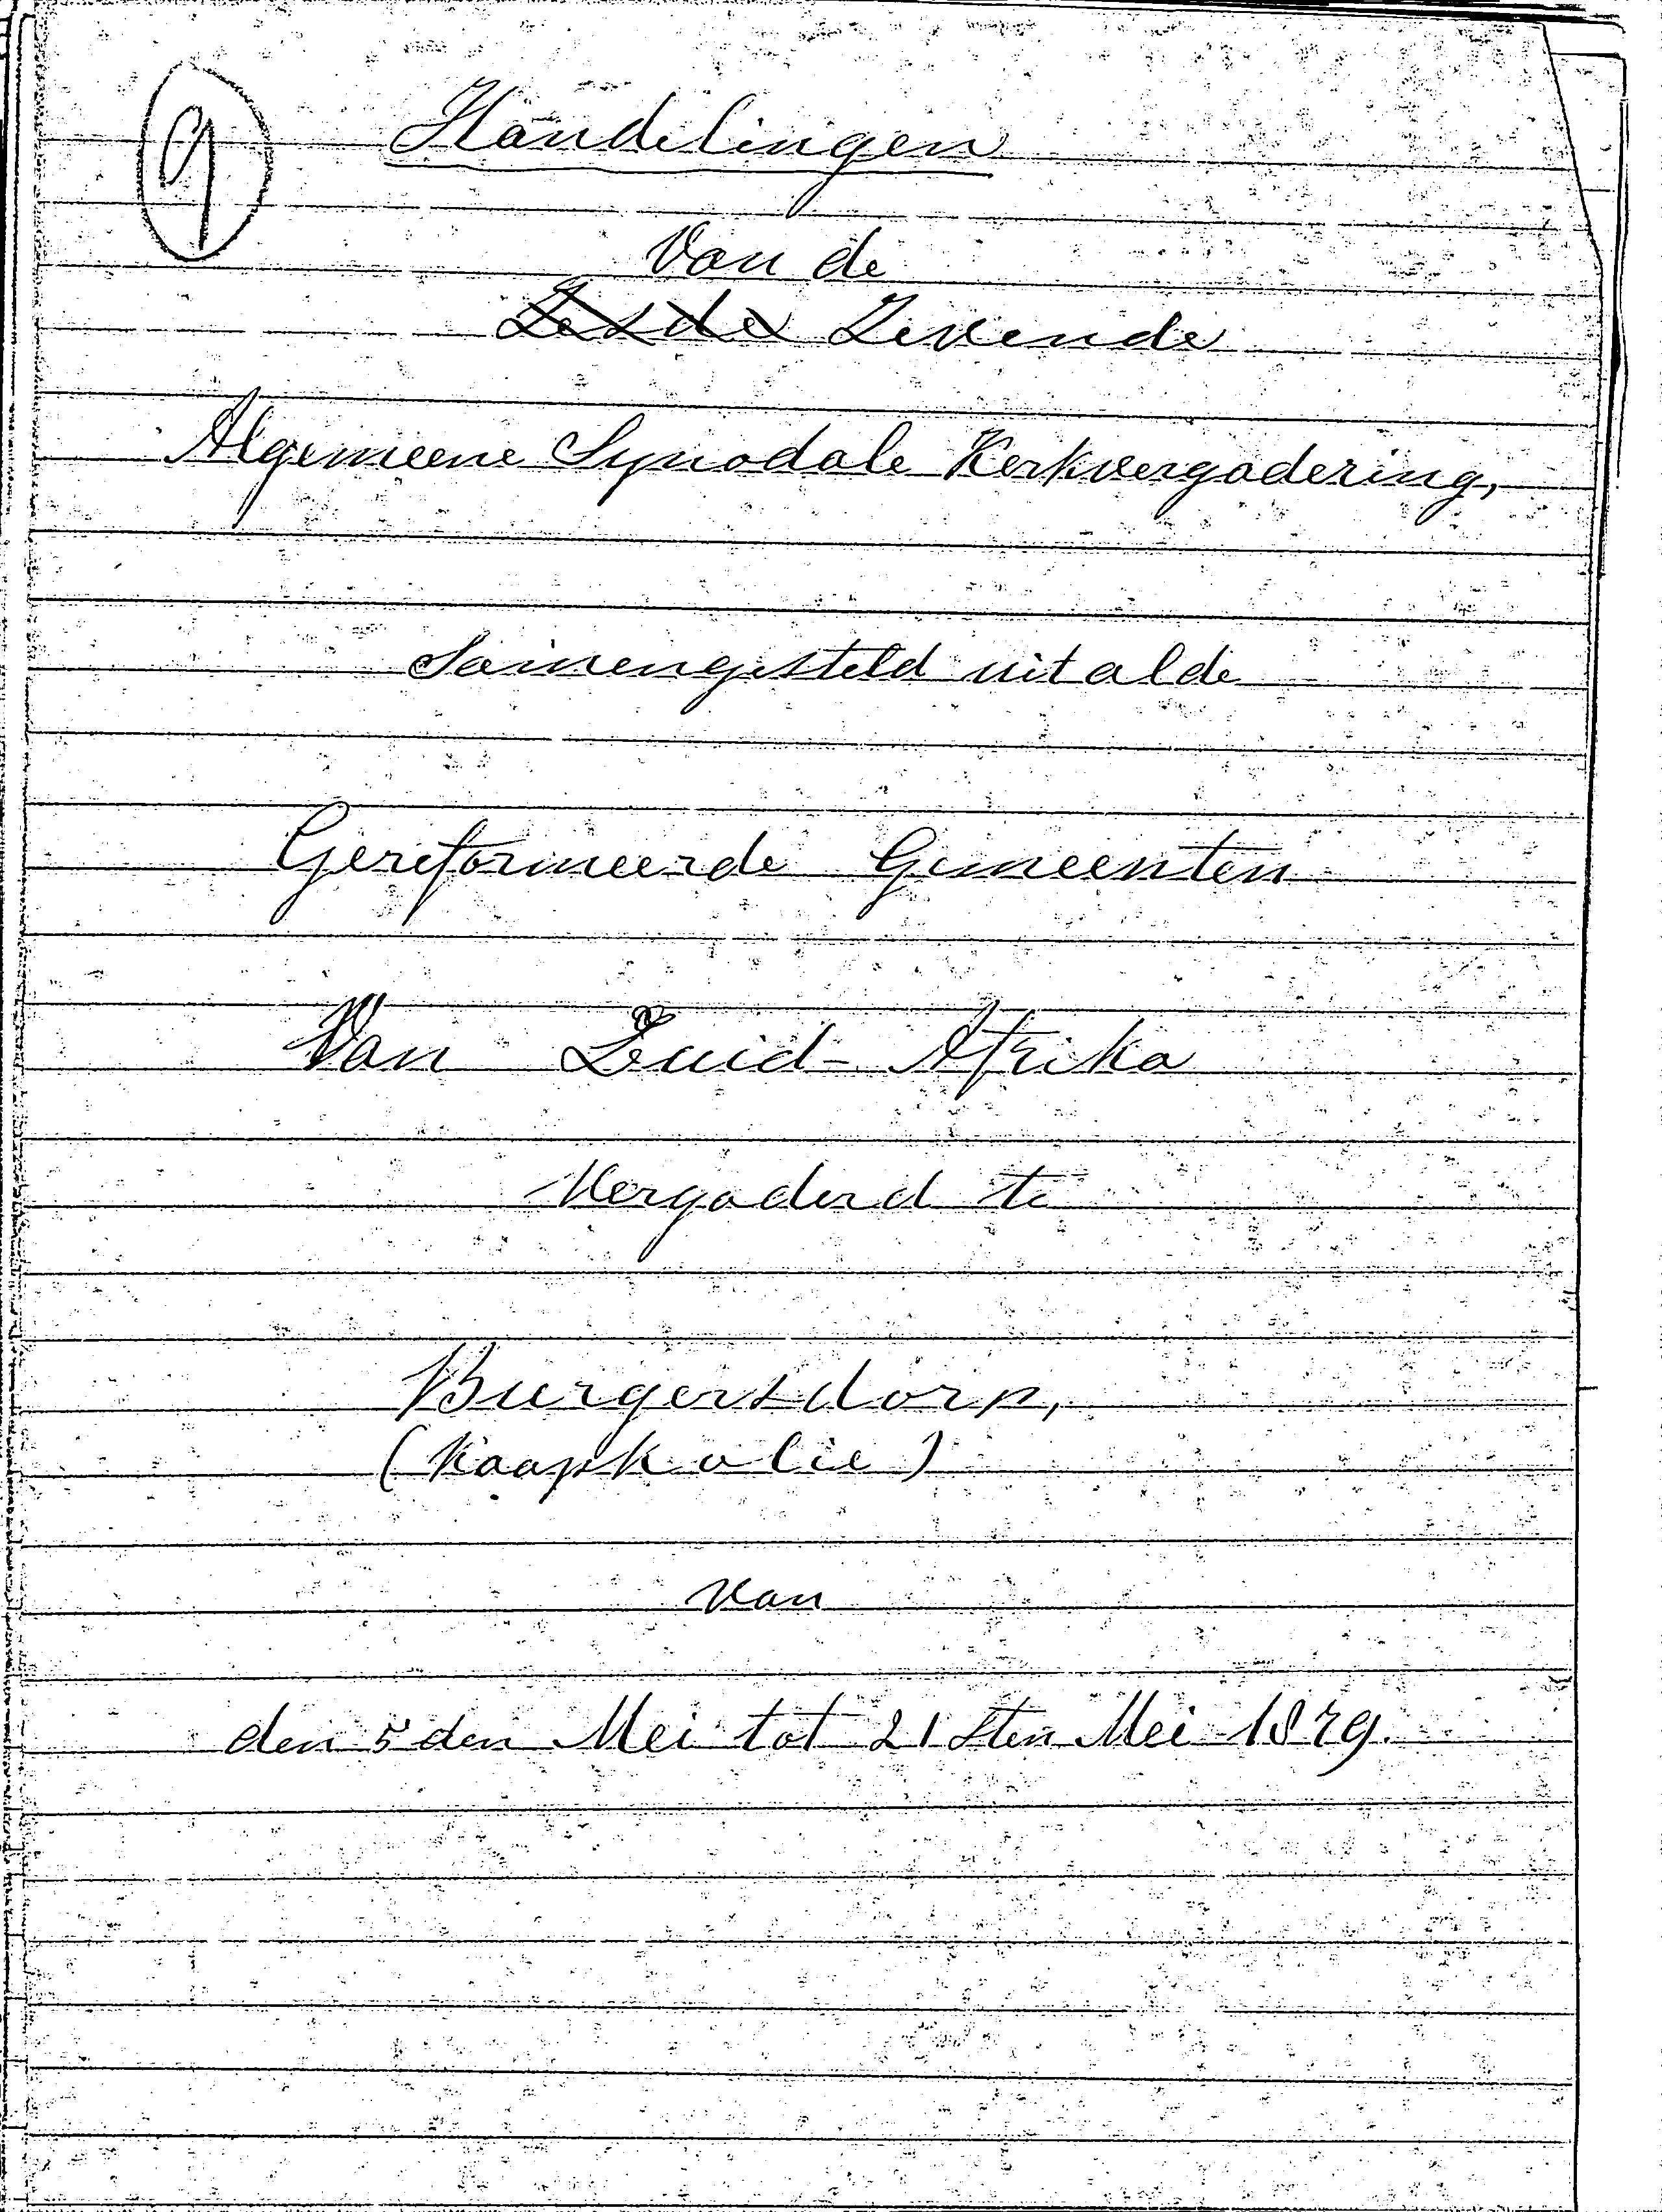 9
Handelingen
Van de
Zesde Zevende
Algemeene Synodale Kerkvergadering,
Samengesteld uit al de
Gereformeerde Gemeenten
Van Zuid-Afrika
Vergaderd te
Burgersdorp,
(Kaapkolie)
van
den 5den Mei tot 21sten Mei 1879.